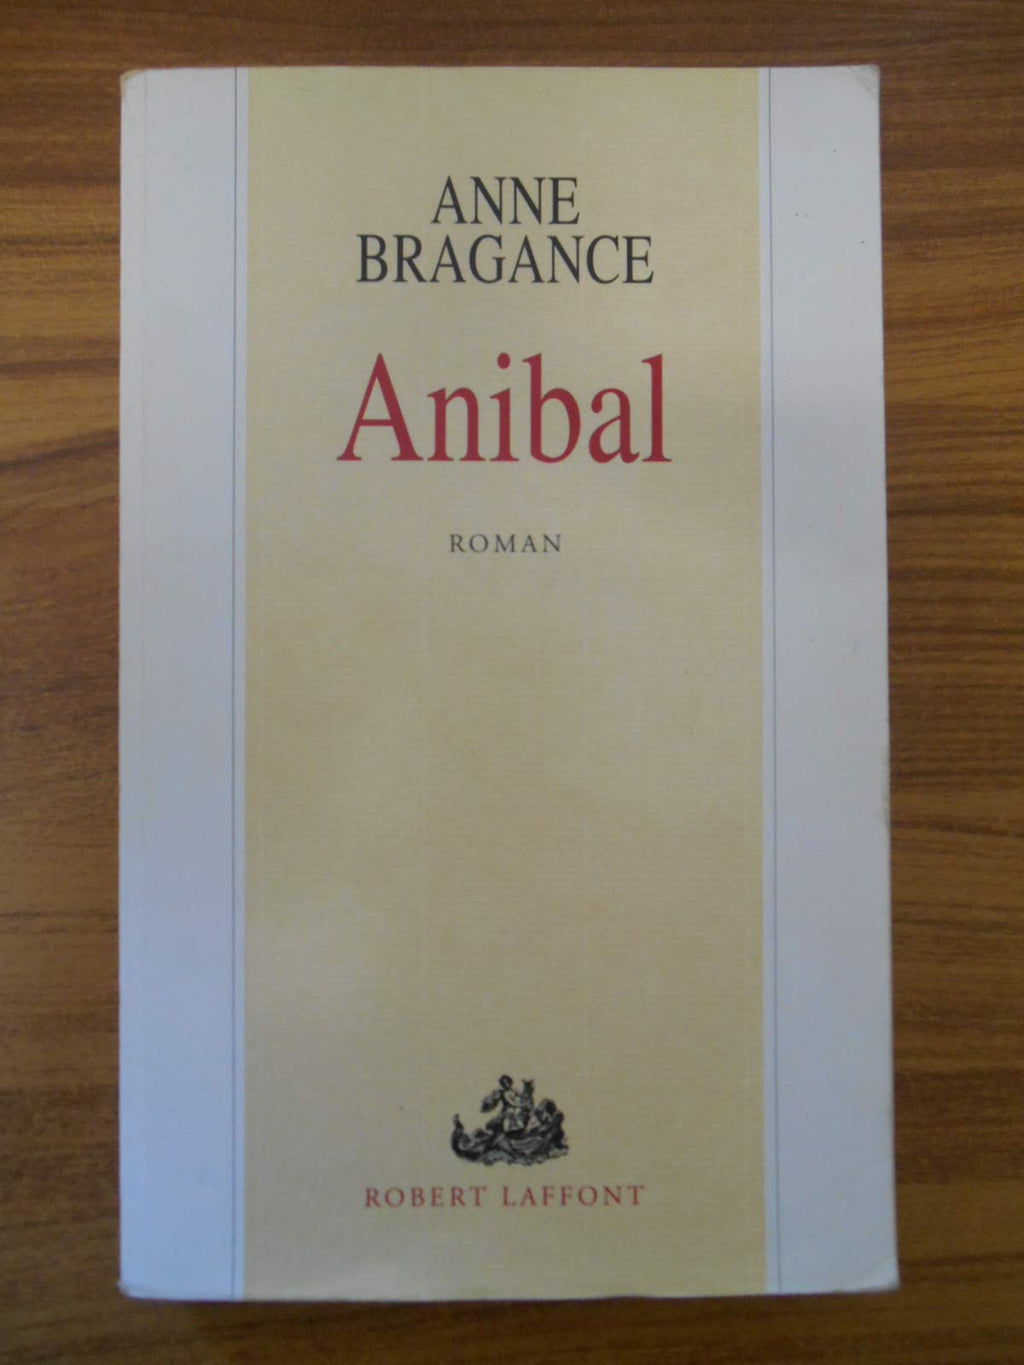 ANNE
BRAGANCE
Anibal
ROMAN
ROBERT LAFFONT